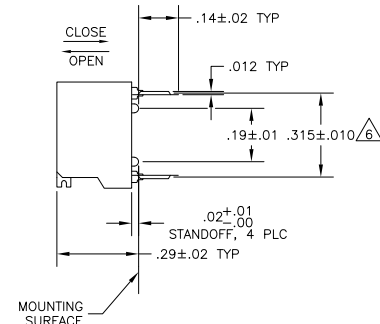 .14±.02 TYP
CLOSE
OPEN
.012 TYP
.19±.01 .315±.010 6
.02+.01
-.00
STANDOFF, 4 PLC
.29±.02 TYP
MOUNTING
SURFACE